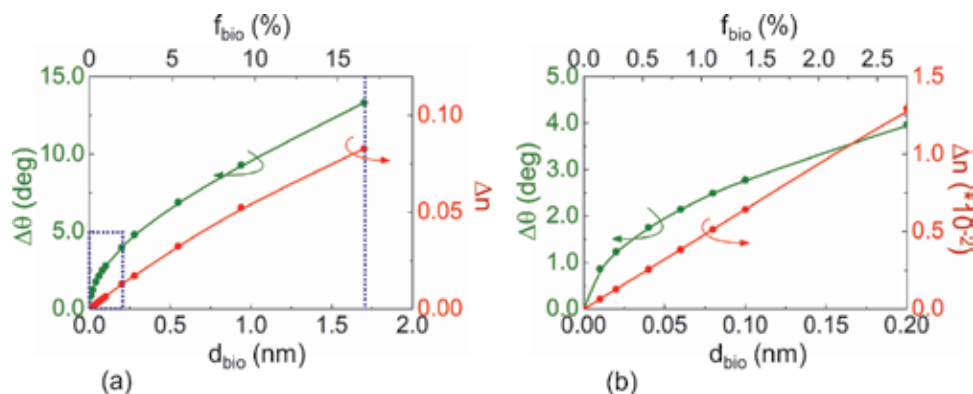 f_bio (%)
0 5 10 15
15.0
10.0
5.0
0.0
Δθ (deg)
0.10
0.05
0.00
Δn
0.0 0.5 1.0 1.5 2.0
d_bio (nm)
(a)
f_bio (%)
0.0 0.5 1.0 1.5 2.0 2.5
5.0
4.0
3.0
2.0
1.0
0.0
Δθ (deg)
1.5
1.0
0.5
0.0
Δn (*10⁻²)
0.00 0.05 0.10 0.20
d_bio (nm)
(b)